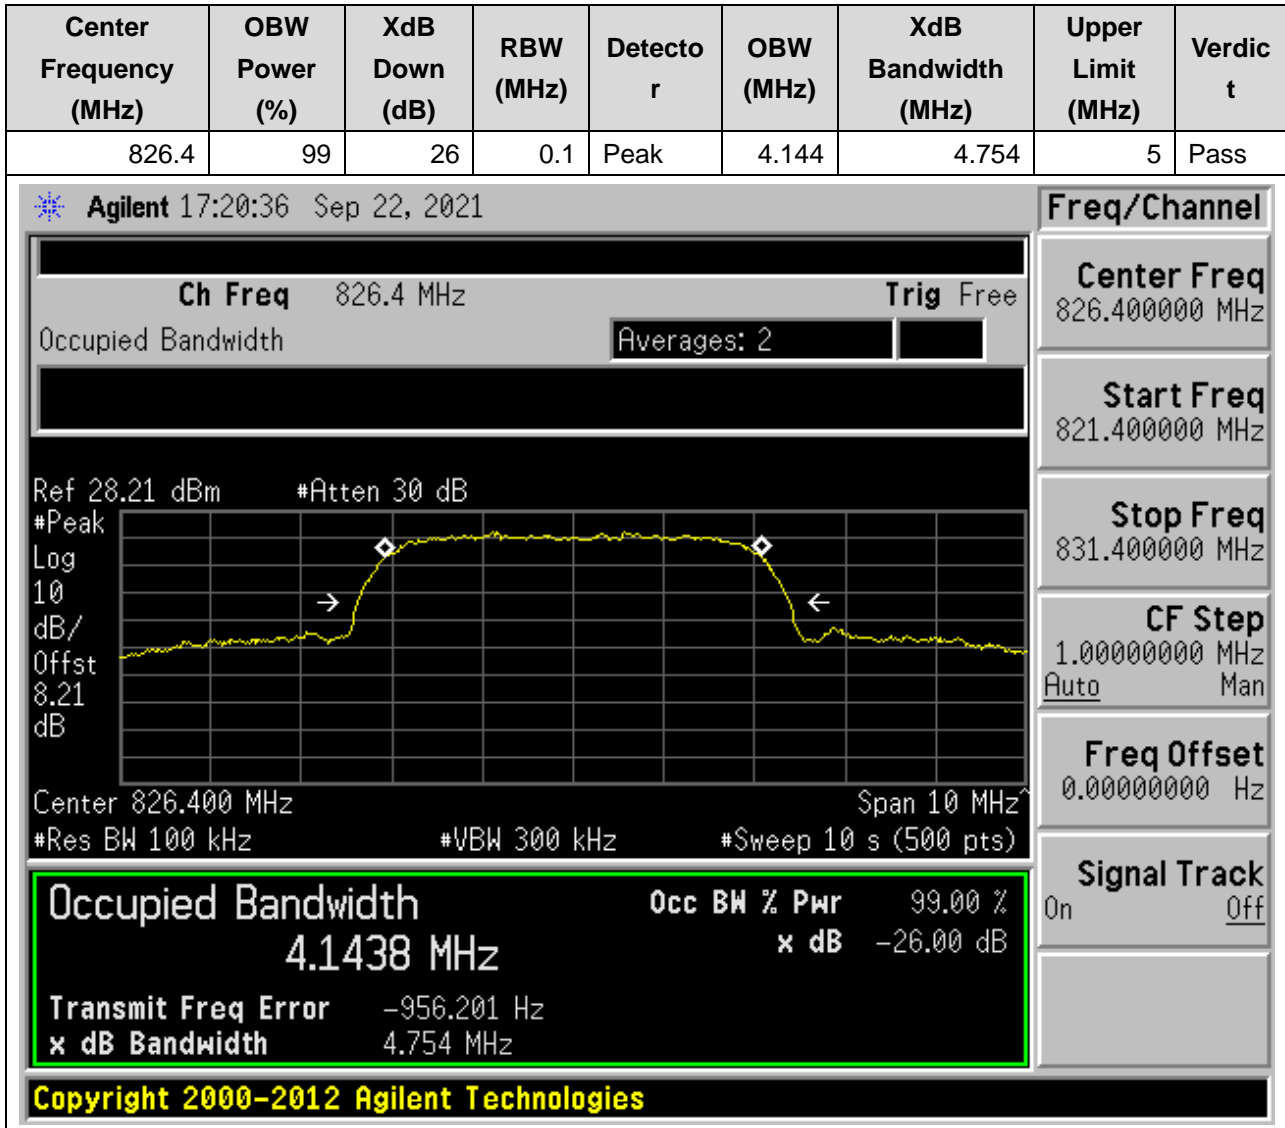 Center Frequency (MHz) OBW Power (%) XdB Down (dB) RBW (MHz) Detector OBW (MHz) XdB Bandwidth (MHz) Upper Limit (MHz) Verdict
826.4 99 26 0.1 Peak 4.144 4.754 5 Pass
Agilent 17:20:36 Sep 22, 2021
Freq/Channel
Ch Freq 826.4 MHz Trig Free
Occupied Bandwidth Averages: 2
Center Freq
826.400000 MHz
Start Freq
821.400000 MHz
Stop Freq
831.400000 MHz
CF Step
1.00000000 MHz
Auto Man
Freq Offset
0.00000000 Hz
Signal Track
On Off
Ref 28.21 dBm #Atten 30 dB
#Peak
Log
10
dB/
Offst
8.21
dB
Center 826.400 MHz Span 10 MHz^
#Res BW 100 kHz #VBW 300 kHz #Sweep 10 s (500 pts)
Occupied Bandwidth
4.1438 MHz
Occ BW % Pwr 99.00 %
x dB -26.00 dB
Transmit Freq Error -956.201 Hz
x dB Bandwidth 4.754 MHz
Copyright 2000-2012 Agilent Technologies